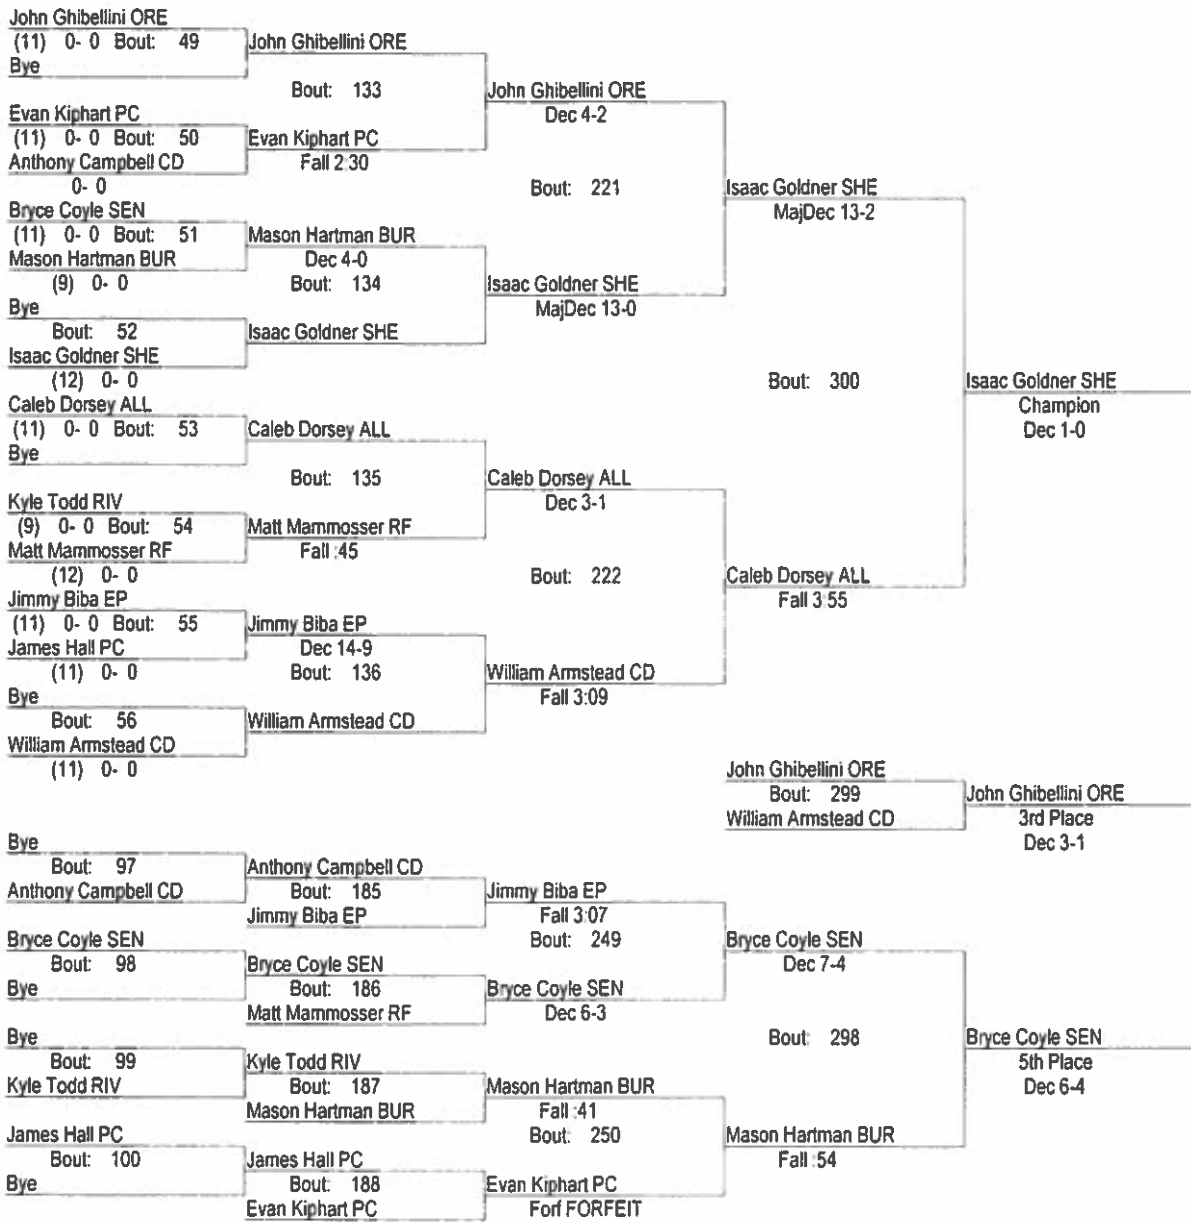 John Ghibellini ORE
(11) 0- 0 Bout: 49
Bye
John Ghibellini ORE
Bout: 133
Evan Kiphart PC
(11) 0- 0 Bout: 50
Anthony Campbell CD
0- 0
Evan Kiphart PC
Fall 2:30
John Ghibellini ORE
Dec 4-2
Bout: 221
Bryce Coyle SEN
(11) 0- 0 Bout: 51
Mason Hartman BUR
(9) 0- 0
Mason Hartman BUR
Dec 4-0
Bout: 134
Bye
Bout: 52
Isaac Goldner SHE
(12) 0- 0
Isaac Goldner SHE
Isaac Goldner SHE
MajDec 13-0
Isaac Goldner SHE
MajDec 13-2
Bout: 300
Isaac Goldner SHE
Champion
Dec 1-0
Caleb Dorsey ALL
(11) 0- 0 Bout: 53
Bye
Caleb Dorsey ALL
Bout: 135
Kyle Todd RIV
(9) 0- 0 Bout: 54
Matt Mammosser RF
(12) 0- 0
Matt Mammosser RF
Fall :45
Caleb Dorsey ALL
Dec 3-1
Bout: 222
Caleb Dorsey ALL
Fall 3:55
Jimmy Biba EP
(11) 0- 0 Bout: 55
James Hall PC
(11) 0- 0
Jimmy Biba EP
Dec 14-9
Bout: 136
Bye
Bout: 56
William Armstead CD
(11) 0- 0
William Armstead CD
William Armstead CD
Fall 3:09
John Ghibellini ORE
Bout: 299
William Armstead CD
John Ghibellini ORE
3rd Place
Dec 3-1
Bye
Bout: 97
Anthony Campbell CD
Anthony Campbell CD
Bout: 185
Jimmy Biba EP
Jimmy Biba EP
Fall 3:07
Bout: 249
Bryce Coyle SEN
Bout: 98
Bye
Bryce Coyle SEN
Bout: 186
Matt Mammosser RF
Bryce Coyle SEN
Dec 6-3
Bryce Coyle SEN
Dec 7-4
Bout: 298
Bryce Coyle SEN
5th Place
Dec 6-4
Bye
Bout: 99
Kyle Todd RIV
Kyle Todd RIV
Bout: 187
Mason Hartman BUR
Mason Hartman BUR
Fall :41
Bout: 250
James Hall PC
Bout: 100
Bye
James Hall PC
Bout: 188
Evan Kiphart PC
Evan Kiphart PC
Forf FORFEIT
Mason Hartman BUR
Fall :54